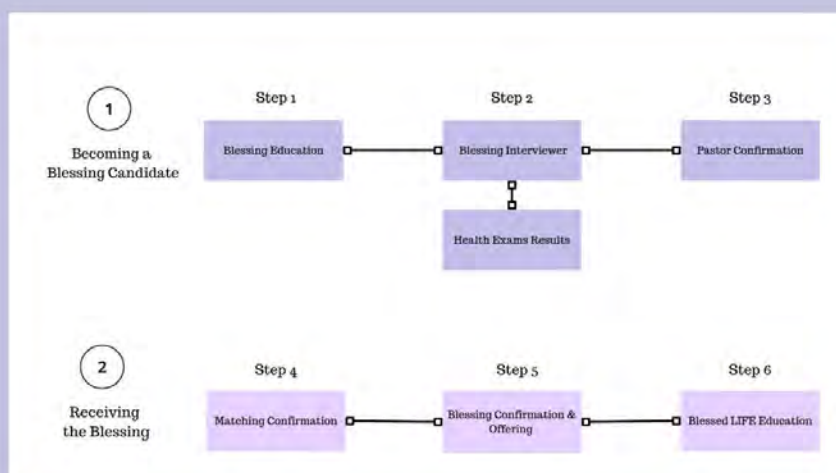 1
Becoming a
Blessing Candidate
Step 1
Step 2
Step 3
Blessing Education
Blessing Interviewer
Pastor Confirmation
Health Exams Results
2
Receiving
the Blessing
Step 4
Step 5
Step 6
Matching Confirmation
Blessing Confirmation &
Offering
Blessed LIFE Education